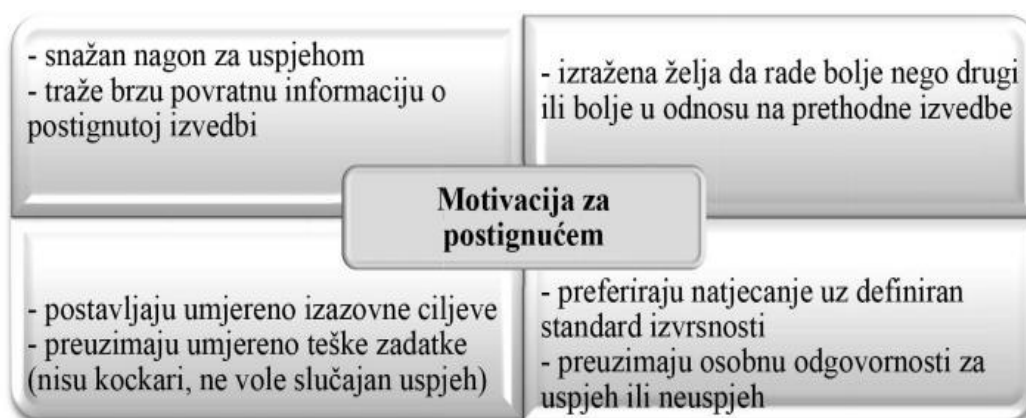 - snažan nagon za uspjehom
- traže brzu povratnu informaciju o
postignutoj izvedbi
- izražena želja da rade bolje nego drugi
ili bolje u odnosu na prethodne izvedbe
Motivacija za
postignućem
- postavljaju umjereno izazovne ciljeve
- preuzimaju umjereno teške zadatke
(nisu kockari, ne vole slučajan uspjeh)
- preferiraju natjecanje uz definiran
standard izvrsnosti
- preuzimaju osobnu odgovornosti za
uspjeh ili neuspjeh